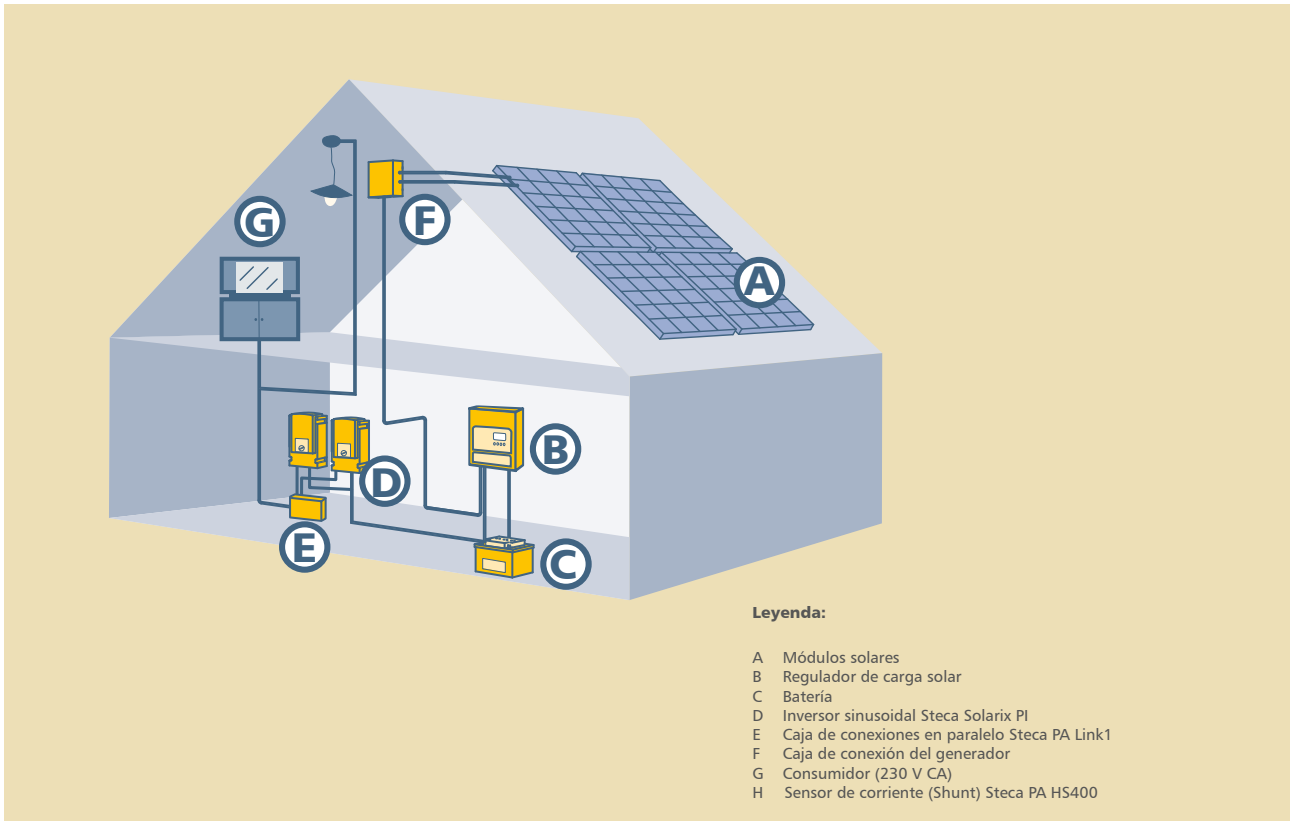 G
F
A
B
D
E
C
Leyenda:
A Módulos solares
B Regulador de carga solar
C Batería
D Inversor sinusoidal Steca Solarix PI
E Caja de conexiones en paralelo Steca PA Link1
F Caja de conexión del generador
G Consumidor (230 V CA)
H Sensor de corriente (Shunt) Steca PA HS400